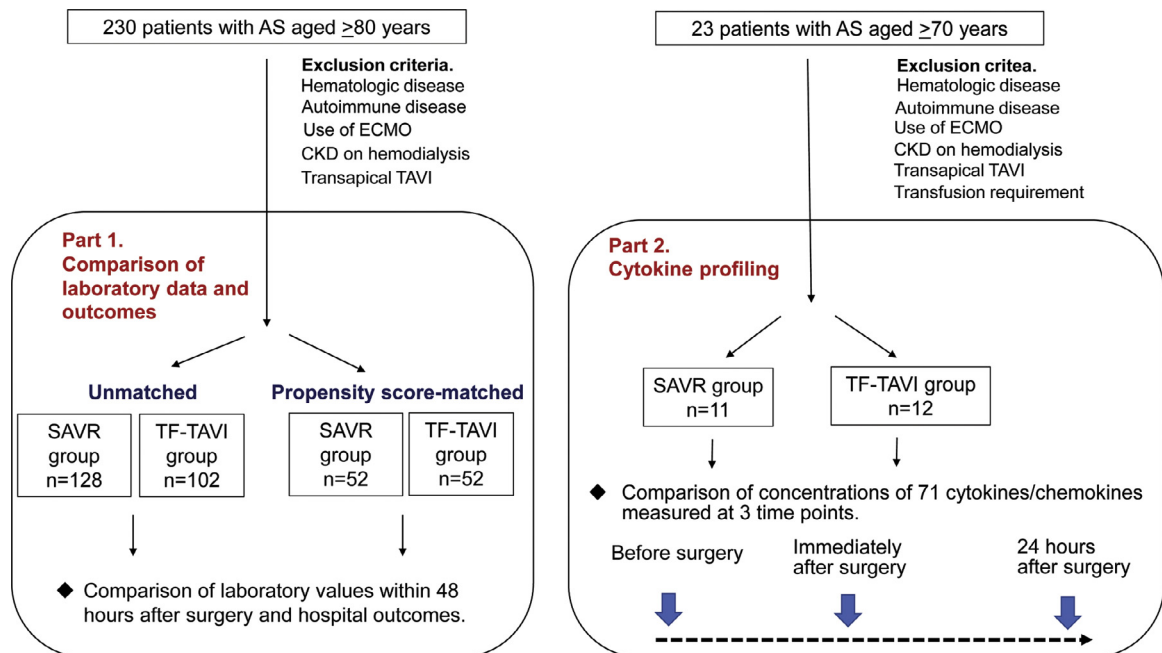 230 patients with AS aged ≥80 years
Exclusion criteria.
Hematologic disease
Autoimmune disease
Use of ECMO
CKD on hemodialysis
Transapical TAVI
Part 1.
Comparison of
laboratory data and
outcomes
Unmatched
Propensity score-matched
SAVR
group
n=128
TF-TAVI
group
n=102
SAVR
group
n=52
TF-TAVI
group
n=52
◆ Comparison of laboratory values within 48
hours after surgery and hospital outcomes.
23 patients with AS aged ≥70 years
Exclusion critea.
Hematologic disease
Autoimmune disease
Use of ECMO
CKD on hemodialysis
Transapical TAVI
Transfusion requirement
Part 2.
Cytokine profiling
SAVR group
n=11
TF-TAVI group
n=12
◆ Comparison of concentrations of 71 cytokines/chemokines
measured at 3 time points.
Before surgery
Immediately
after surgery
24 hours
after surgery